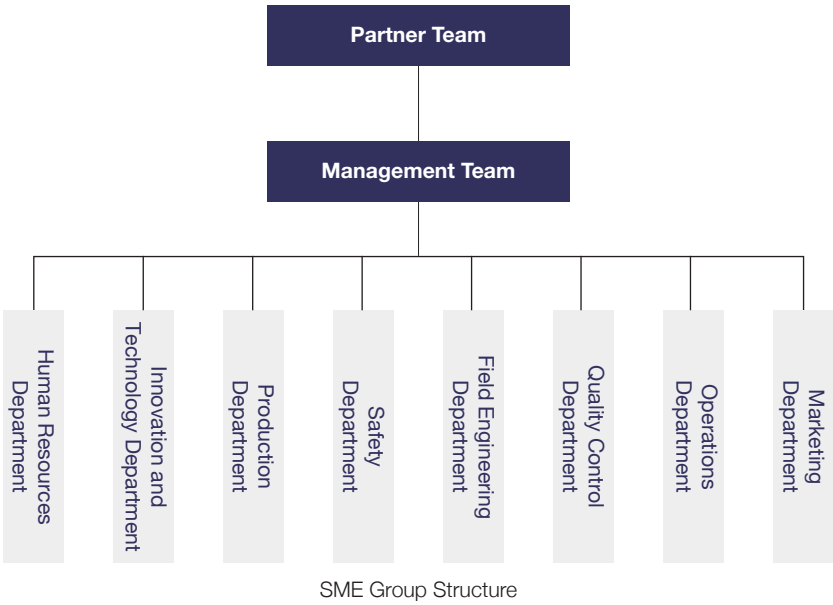 Partner Team
Management Team
Human Resources
Department
Innovation and
Technology Department
Production
Department
Safety
Department
Field Engineering
Department
Quality Control
Department
Operations
Department
Marketing
Department
SME Group Structure